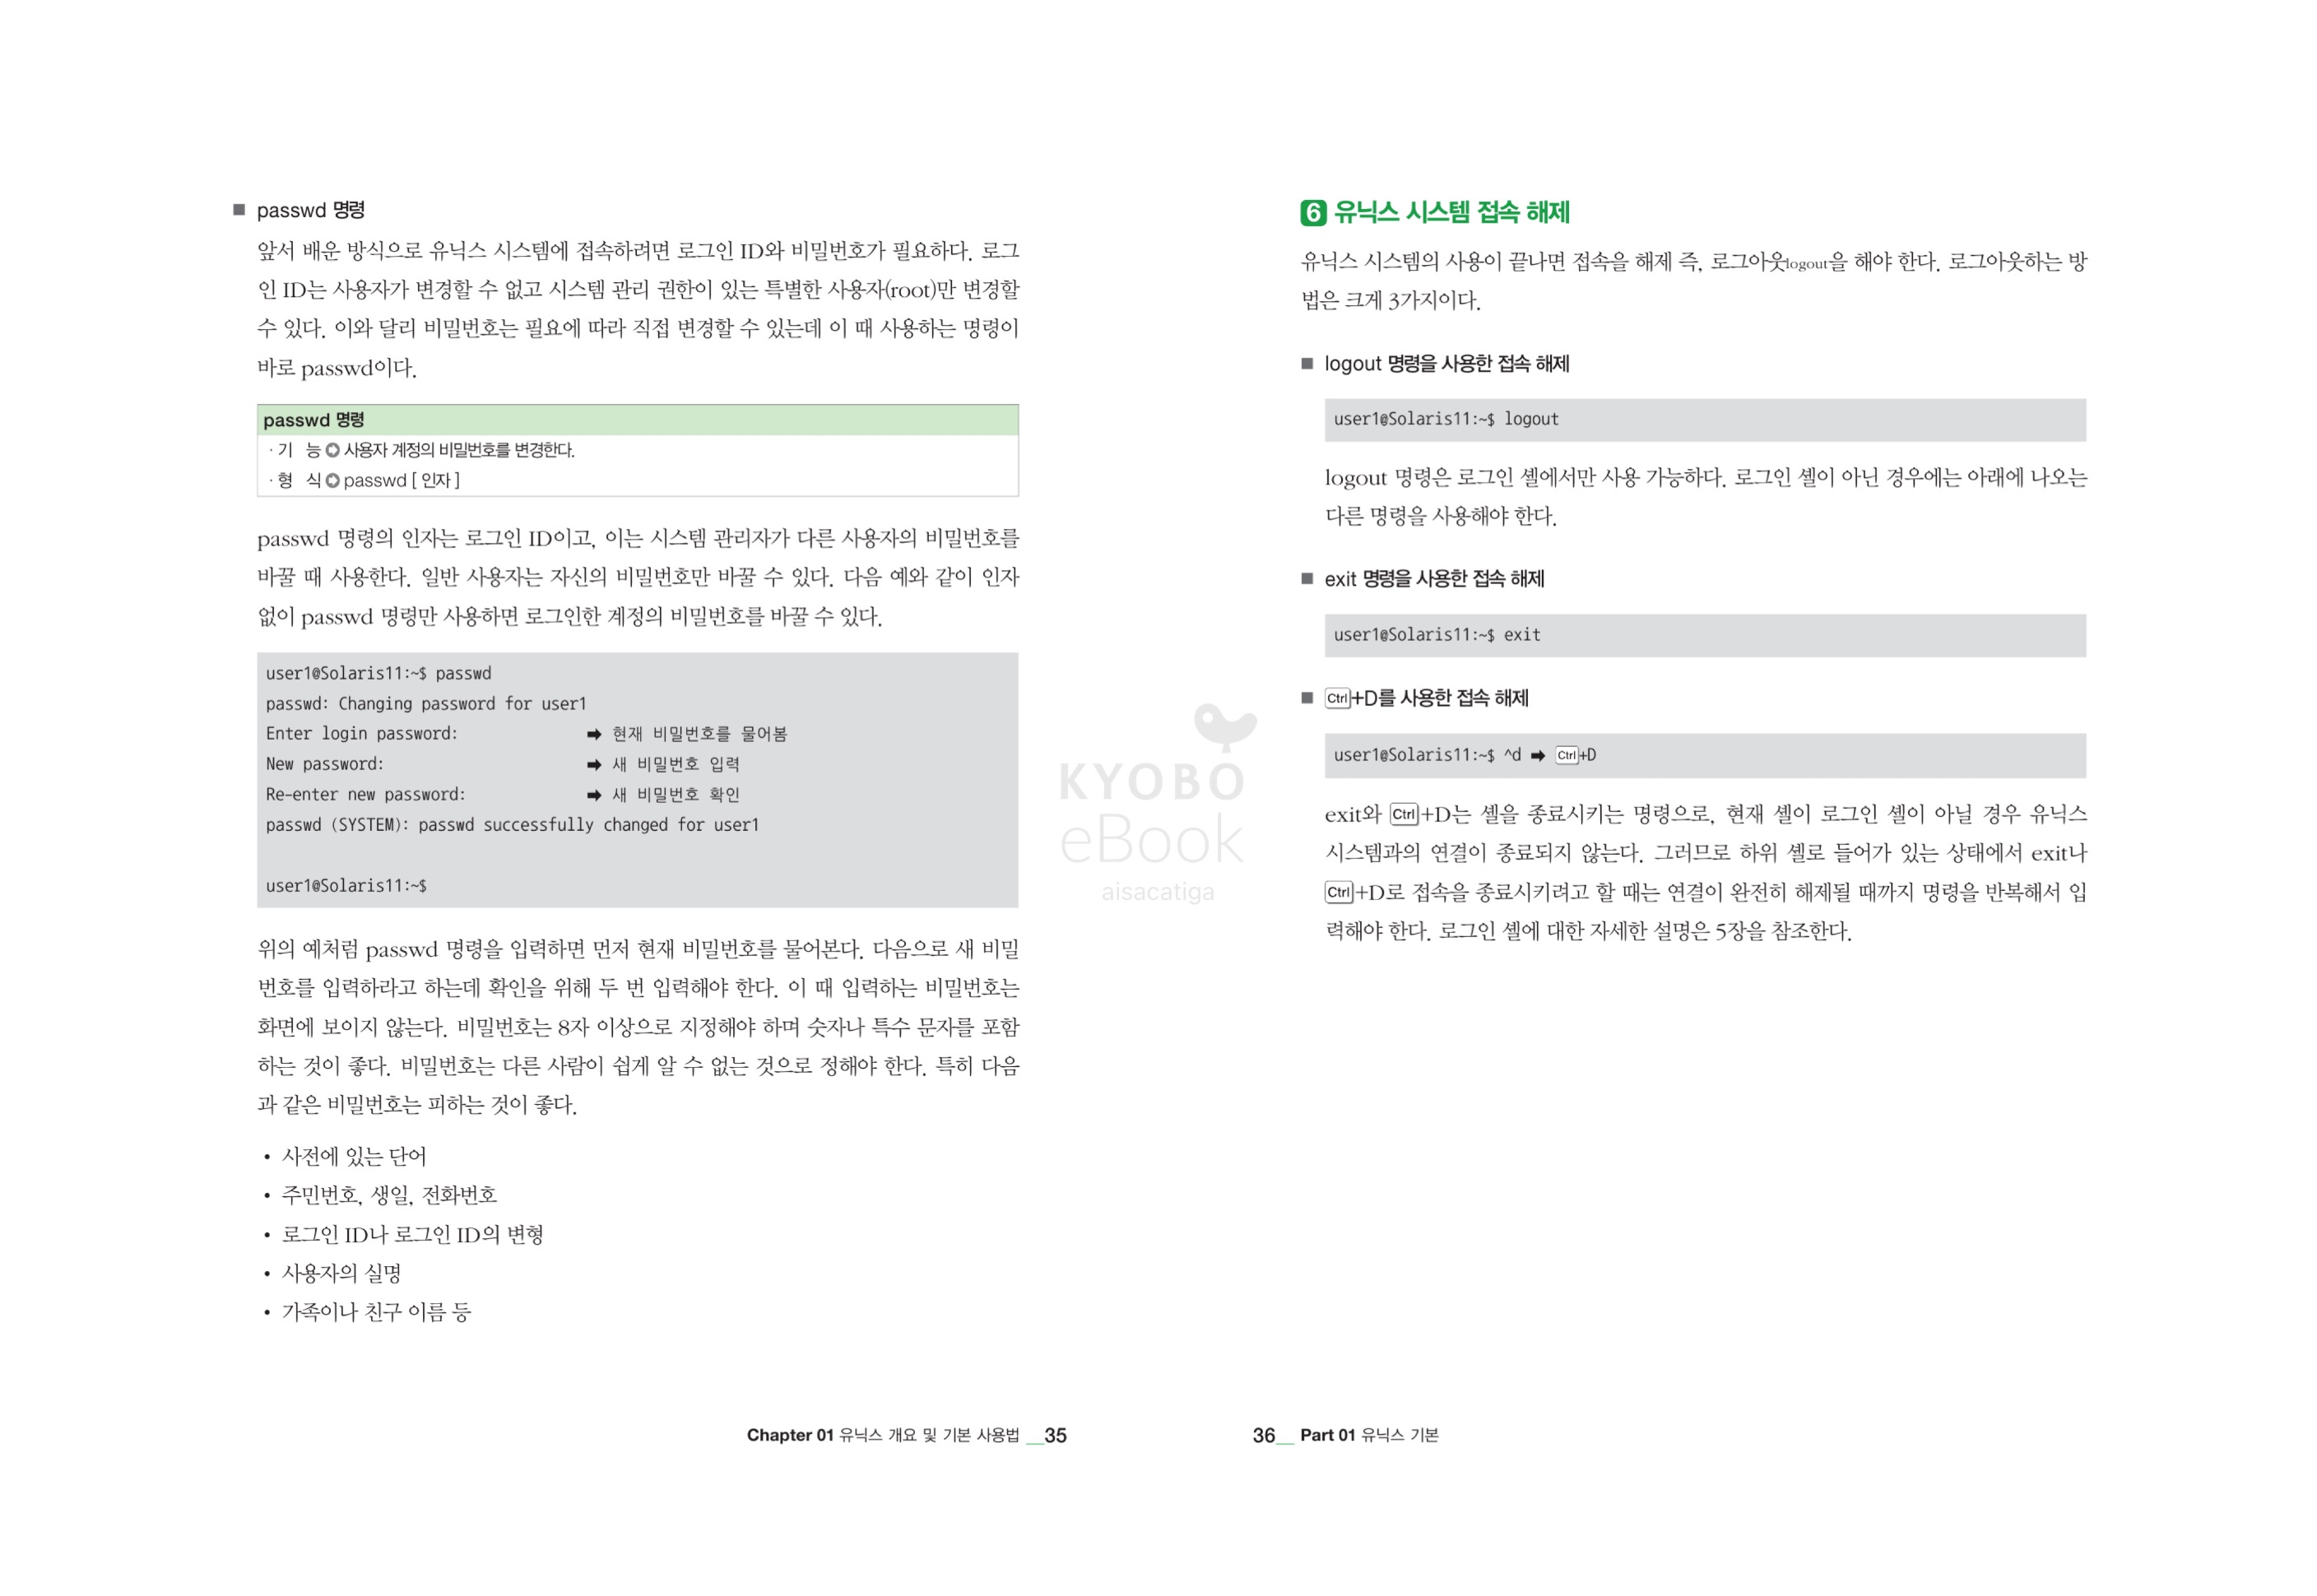 ■ passwd 명령
앞서 배운 방식으로 유닉스 시스템에 접속하려면 로그인 ID와 비밀번호가 필요하다. 로그
인 ID는 사용자가 변경할 수 없고 시스템 관리 권한이 있는 특별한 사용자(root)만 변경할
수 있다. 이와 달리 비밀번호는 필요에 따라 직접 변경할 수 있는데 이 때 사용하는 명령이
바로 passwd이다.
passwd 명령
· 기 능 ➲ 사용자 계정의 비밀번호를 변경한다.
· 형 식 ➲ passwd [ 인자 ]
passwd 명령의 인자는 로그인 ID이고, 이는 시스템 관리자가 다른 사용자의 비밀번호를
바꿀 때 사용한다. 일반 사용자는 자신의 비밀번호만 바꿀 수 있다. 다음 예와 같이 인자
없이 passwd 명령만 사용하면 로그인한 계정의 비밀번호를 바꿀 수 있다.
user1@Solaris11:~$ passwd
passwd: Changing password for user1
Enter login password: ➡ 현재 비밀번호를 물어봄
New password: ➡ 새 비밀번호 입력
Re-enter new password: ➡ 새 비밀번호 확인
passwd (SYSTEM): passwd successfully changed for user1
user1@Solaris11:~$
위의 예처럼 passwd 명령을 입력하면 먼저 현재 비밀번호를 물어본다. 다음으로 새 비밀
번호를 입력하라고 하는데 확인을 위해 두 번 입력해야 한다. 이 때 입력하는 비밀번호는
화면에 보이지 않는다. 비밀번호는 8자 이상으로 지정해야 하며 숫자나 특수 문자를 포함
하는 것이 좋다. 비밀번호는 다른 사람이 쉽게 알 수 없는 것으로 정해야 한다. 특히 다음
과 같은 비밀번호는 피하는 것이 좋다.
• 사전에 있는 단어
• 주민번호, 생일, 전화번호
• 로그인 ID나 로그인 ID의 변형
• 사용자의 실명
• 가족이나 친구 이름 등
Chapter 01 유닉스 개요 및 기본 사용법 __35
KYOBO
eBook
aisacatiga
6 유닉스 시스템 접속 해제
유닉스 시스템의 사용이 끝나면 접속을 해제 즉, 로그아웃logout을 해야 한다. 로그아웃하는 방
법은 크게 3가지이다.
■ logout 명령을 사용한 접속 해제
user1@Solaris11:~$ logout
logout 명령은 로그인 셸에서만 사용 가능하다. 로그인 셸이 아닌 경우에는 아래에 나오는
다른 명령을 사용해야 한다.
■ exit 명령을 사용한 접속 해제
user1@Solaris11:~$ exit
■ Ctrl+D를 사용한 접속 해제
user1@Solaris11:~$ ^d ➡ Ctrl+D
exit와 Ctrl+D는 셸을 종료시키는 명령으로, 현재 셸이 로그인 셸이 아닐 경우 유닉스
시스템과의 연결이 종료되지 않는다. 그러므로 하위 셸로 들어가 있는 상태에서 exit나
Ctrl+D로 접속을 종료시키려고 할 때는 연결이 완전히 해제될 때까지 명령을 반복해서 입
력해야 한다. 로그인 셸에 대한 자세한 설명은 5장을 참조한다.
36__ Part 01 유닉스 기본